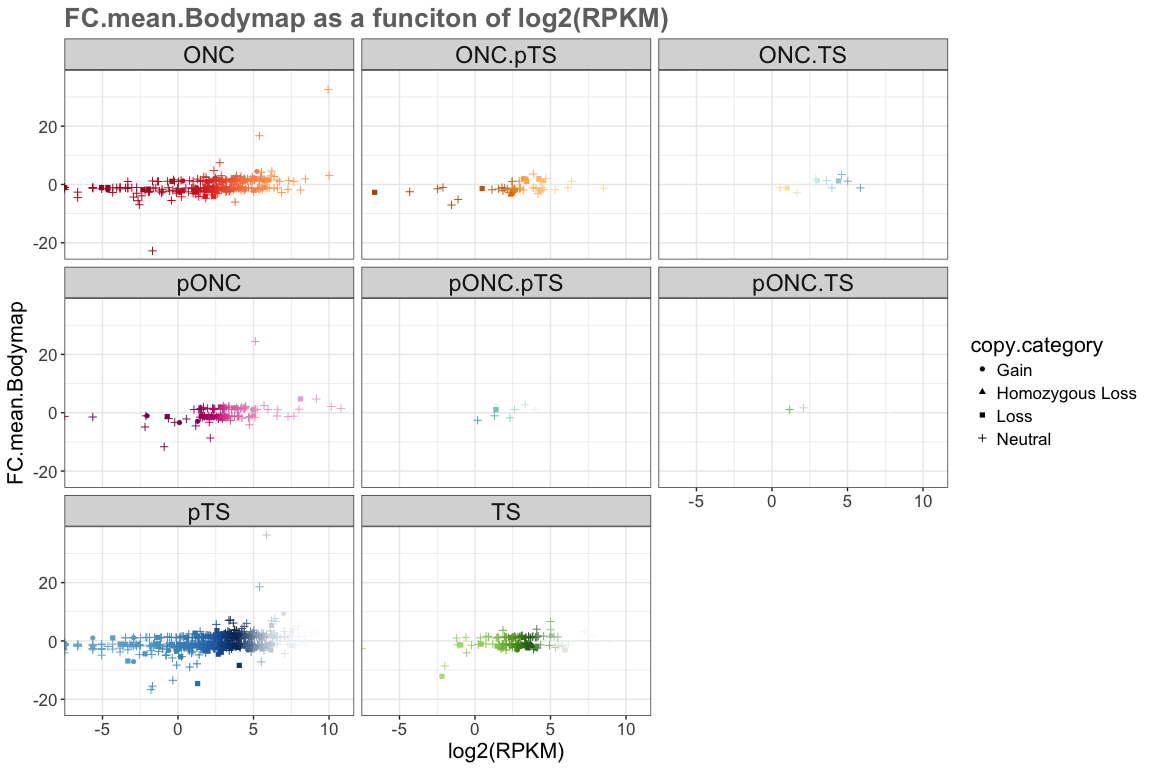 FC.mean.Bodymap as a funciton of log2(RPKM)
ONC ONC.pTS ONC.TS
20
0
-20
pONC pONC.pTS pONC.TS
20
0
-20
-5 0 5 10
pTS TS
20
0
-20
-5 0 5 10 -5 0 5 10
log2(RPKM)
FC.mean.Bodymap
copy.category
Gain
Homozygous Loss
Loss
Neutral